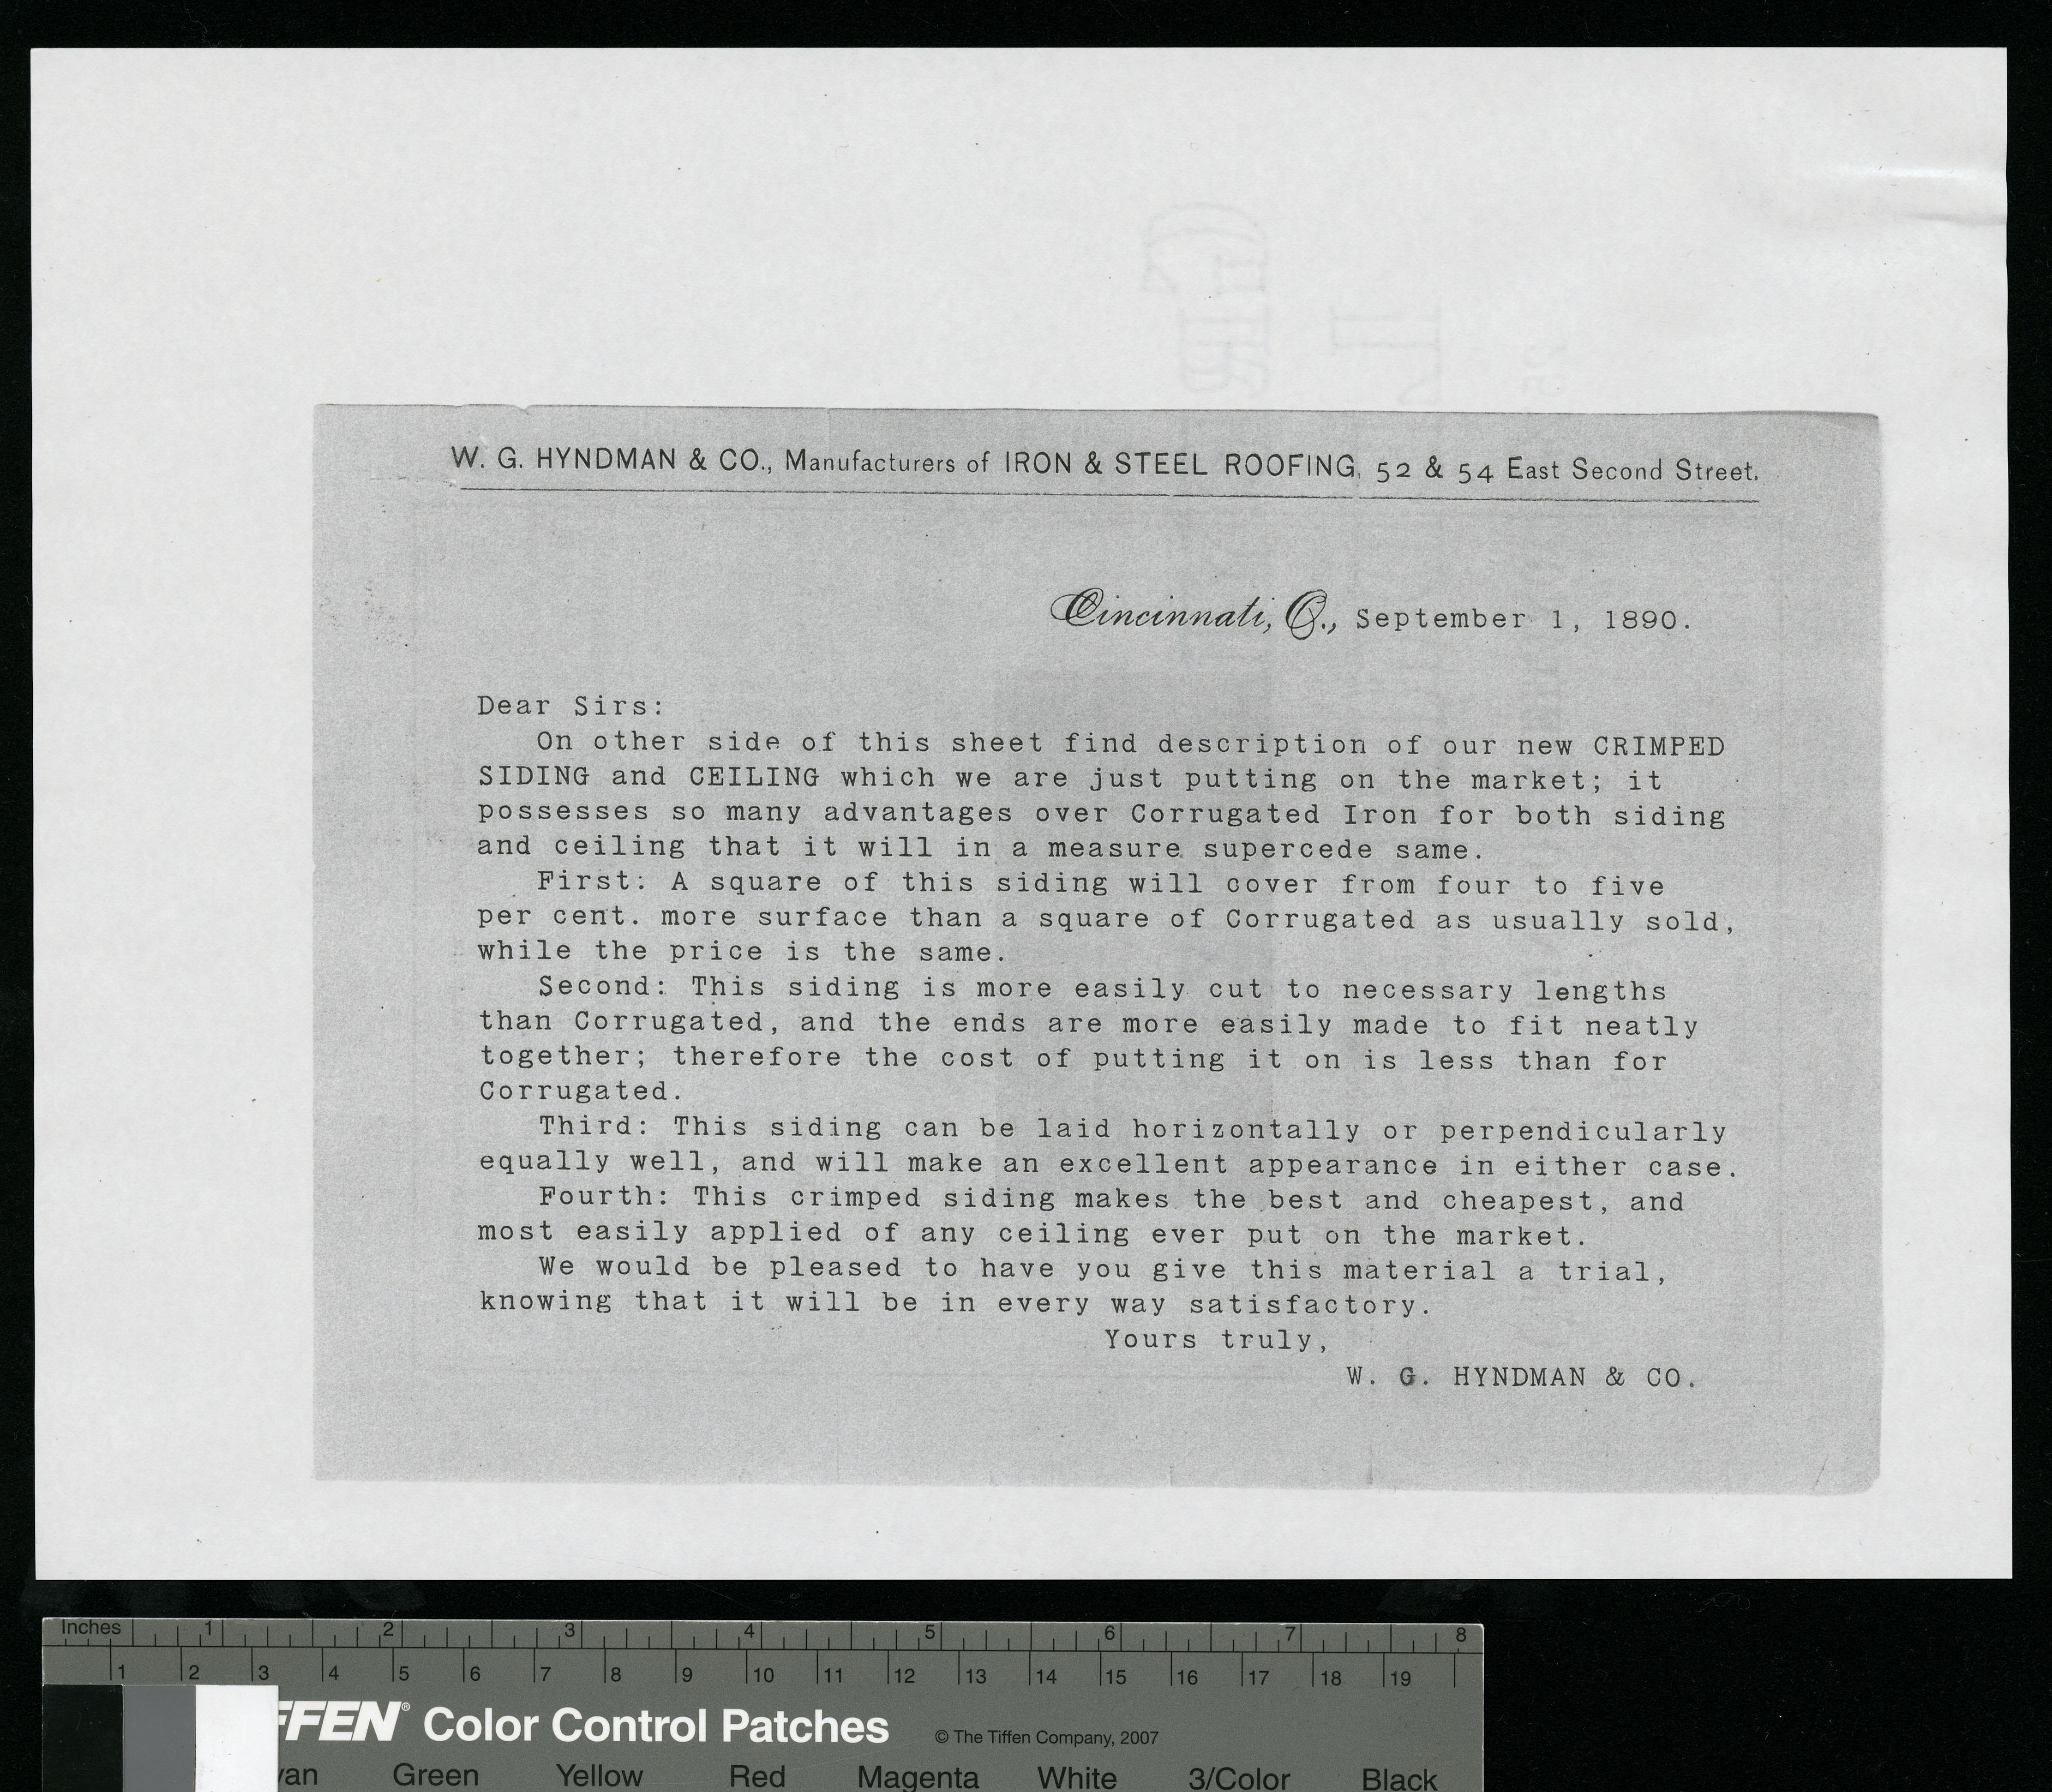 W. G. HYNDMAN & CO., Manufacturers of IRON & STEEL ROOFING, 52 & 54 East Second Street.
Cincinnati, O., September 1, 1890.
Dear Sirs:
On other side of this sheet find description of our new CRIMPED
SIDING and CEILING which we are just putting on the market; it
possesses so many advantages over Corrugated Iron for both siding
and ceiling that it will in a measure supercede same.
First: A square of this siding will cover from four to five
per cent. more surface than a square of Corrugated as usually sold,
while the price is the same.
Second: This siding is more easily cut to necessary lengths
than Corrugated, and the ends are more easily made to fit neatly
together; therefore the cost of putting it on is less than for
Corrugated.
Third: This siding can be laid horizontally or perpendicularly
equally well, and will make an excellent appearance in either case.
Fourth: This crimped siding makes the best and cheapest, and
most easily applied of any ceiling ever put on the market.
We would be pleased to have you give this material a trial,
knowing that it will be in every way satisfactory.
Yours truly,
W. G. HYNDMAN & CO.
Inches 1 2 3 4 5 6 7 8
1 2 3 4 5 6 7 8 9 10 11 12 13 14 15 16 17 18 19
FFEN® Color Control Patches © The Tiffen Company, 2007
yan Green Yellow Red Magenta White 3/Color Black